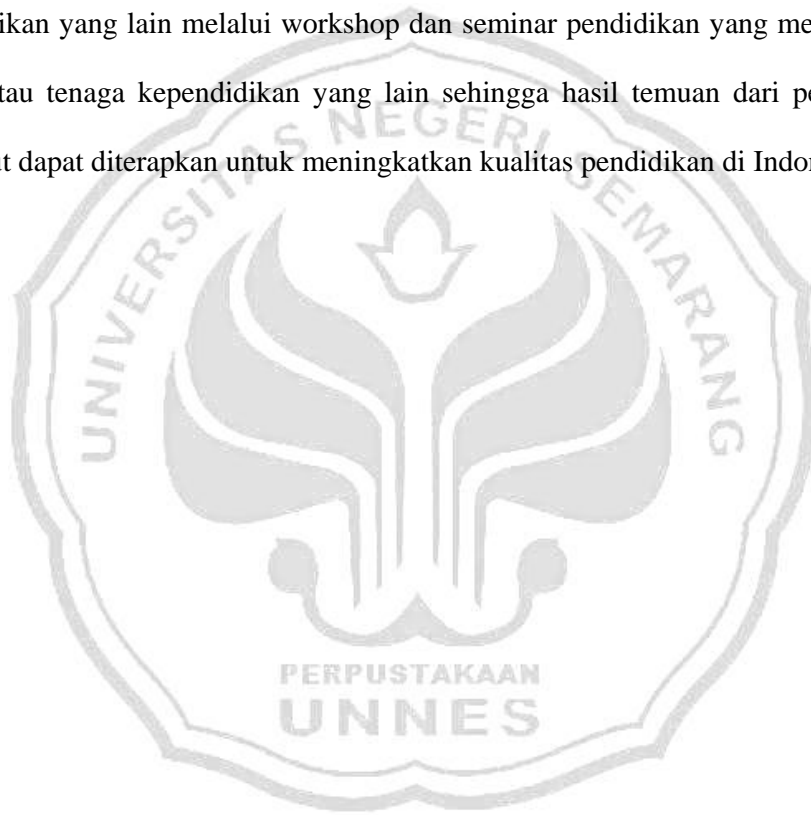 ikan yang lain melalui workshop dan seminar pendidikan yang me
tau tenaga kependidikan yang lain sehingga hasil temuan dari pe
ut dapat diterapkan untuk meningkatkan kualitas pendidikan di Indo
UNIVERSITAS NEGERI SEMARANG
PERPUSTAKAAN
UNNES